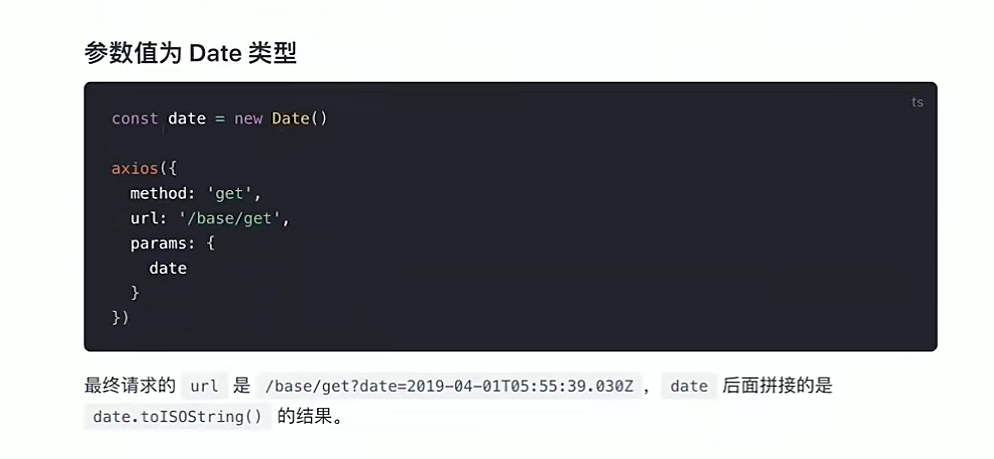 参数值为 Date 类型
ts
const date = new Date()
axios({
  method: 'get',
  url: '/base/get',
  params: {
    date
  }
})
最终请求的 url 是 /base/get?date=2019-04-01T05:55:39.030Z ， date 后面拼接的是
date.toISOString() 的结果。